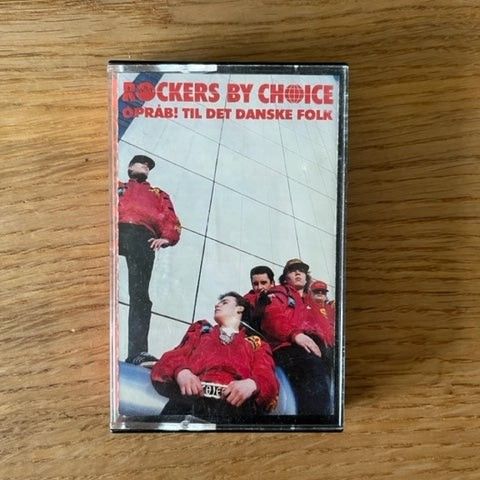 ROCKERS BY CHOICE
OPRÅB! TIL DET DANSKE FOLK